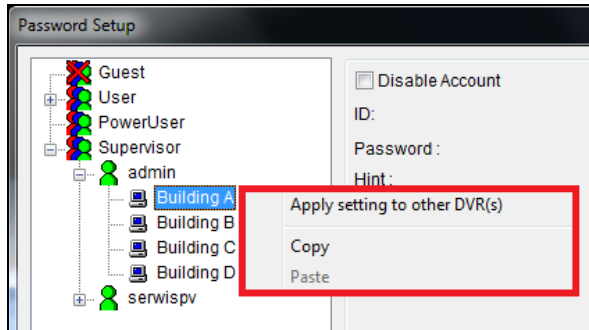 Password Setup
Guest
User
PowerUser
Supervisor
admin
Building A
Building B
Building C
Building D
serwispv
Disable Account
ID:
Password :
Hint :
Apply setting to other DVR(s)
Copy
Paste